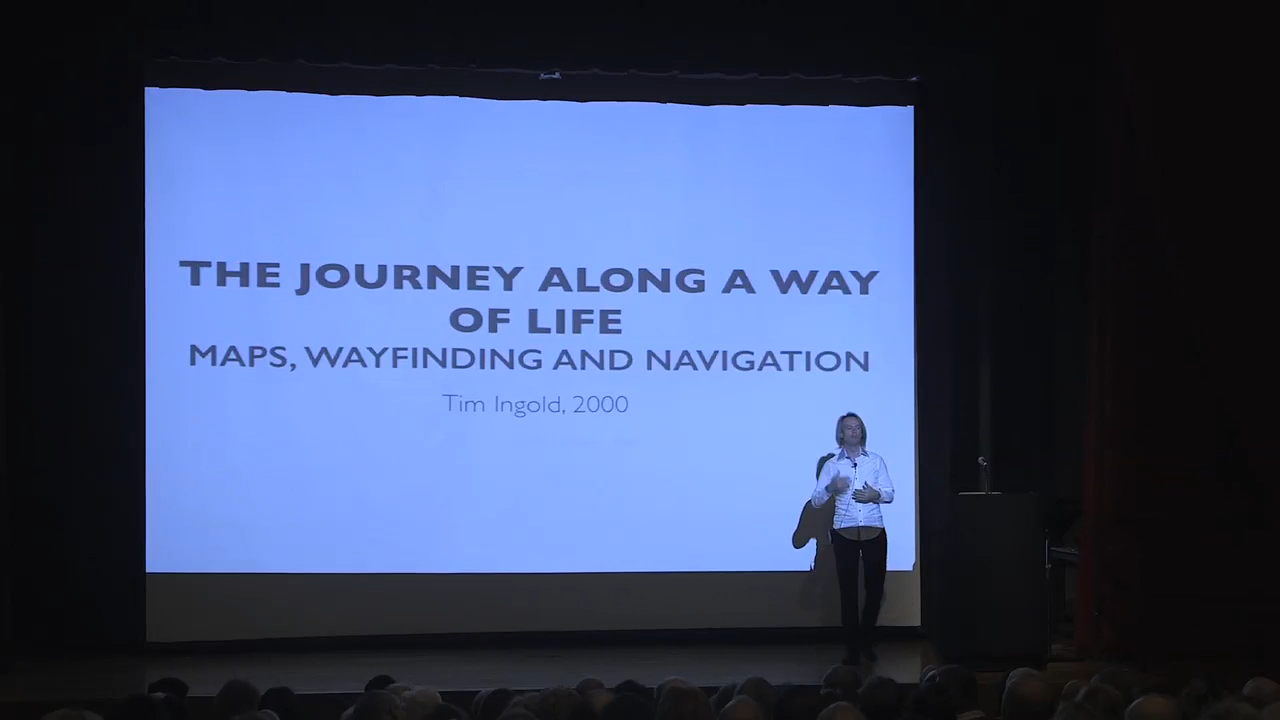 THE JOURNEY ALONG A WAY
OF LIFE
MAPS, WAYFINDING AND NAVIGATION
Tim Ingold, 2000